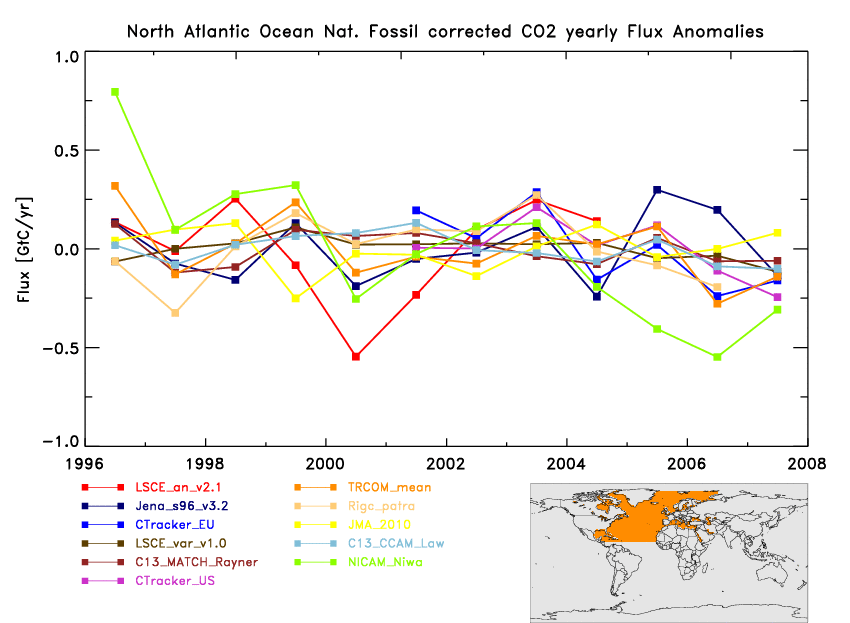 North Atlantic Ocean Nat. Fossil corrected CO2 yearly Flux Anomalies
1.0
0.5
0.0
-0.5
-1.0
Flux [GtC/yr]
1996 1998 2000 2002 2004 2006 2008
LSCE_an_v2.1 TRCOM_mean
Jena_s96_v3.2 Rigc_patra
CTracker_EU JMA_2010
LSCE_var_v1.0 C13_CCAM_Law
C13_MATCH_Rayner NICAM_Niwa
CTracker_US